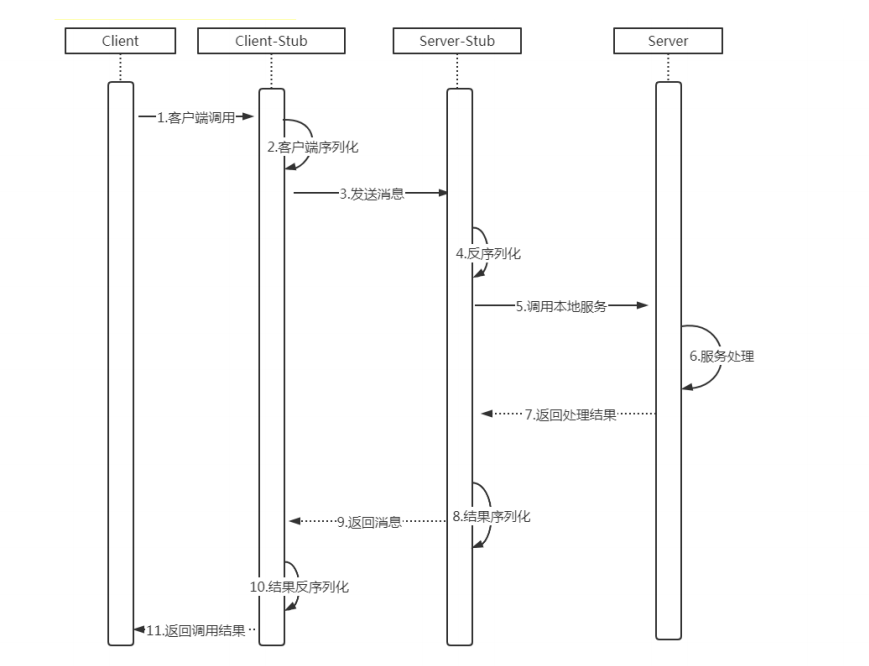 Client
Client-Stub
Server-Stub
Server
1.客户端调用
2.客户端序列化
3.发送消息
4.反序列化
5.调用本地服务
6.服务处理
7.返回处理结果
8.结果序列化
9.返回消息
10.结果反序列化
11.返回调用结果